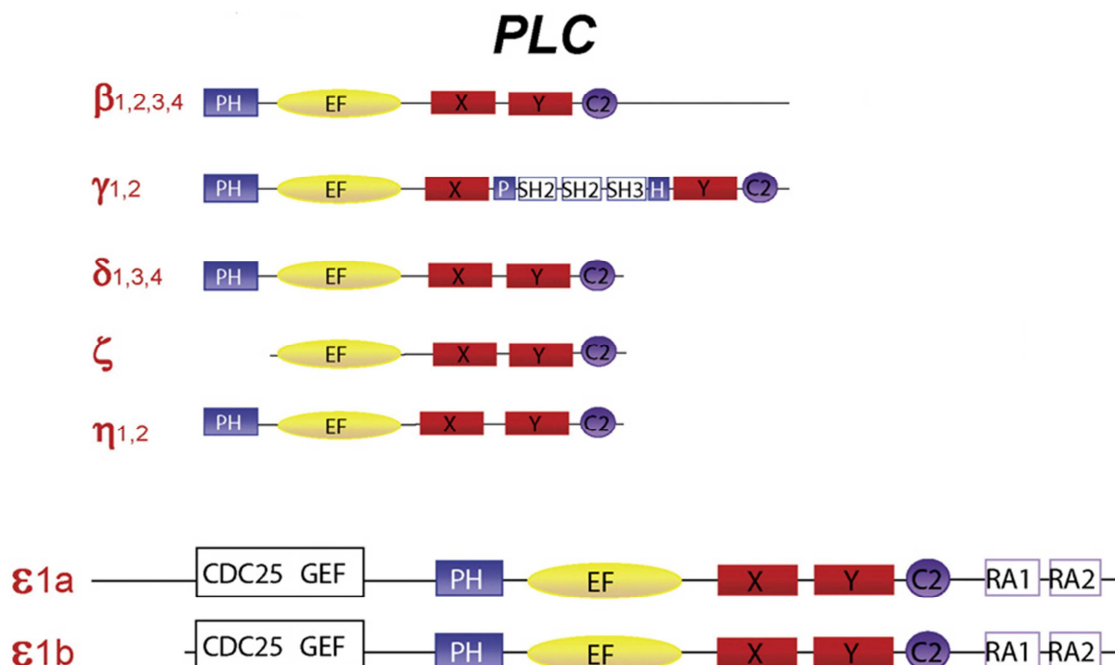 PLC
β1,2,3,4 PH EF X Y C2
γ1,2 PH EF X P SH2 SH2 SH3 H Y C2
δ1,3,4 PH EF X Y C2
ζ EF X Y C2
η1,2 PH EF X Y C2
ε1a CDC25 GEF PH EF X Y C2 RA1 RA2
ε1b CDC25 GEF PH EF X Y C2 RA1 RA2